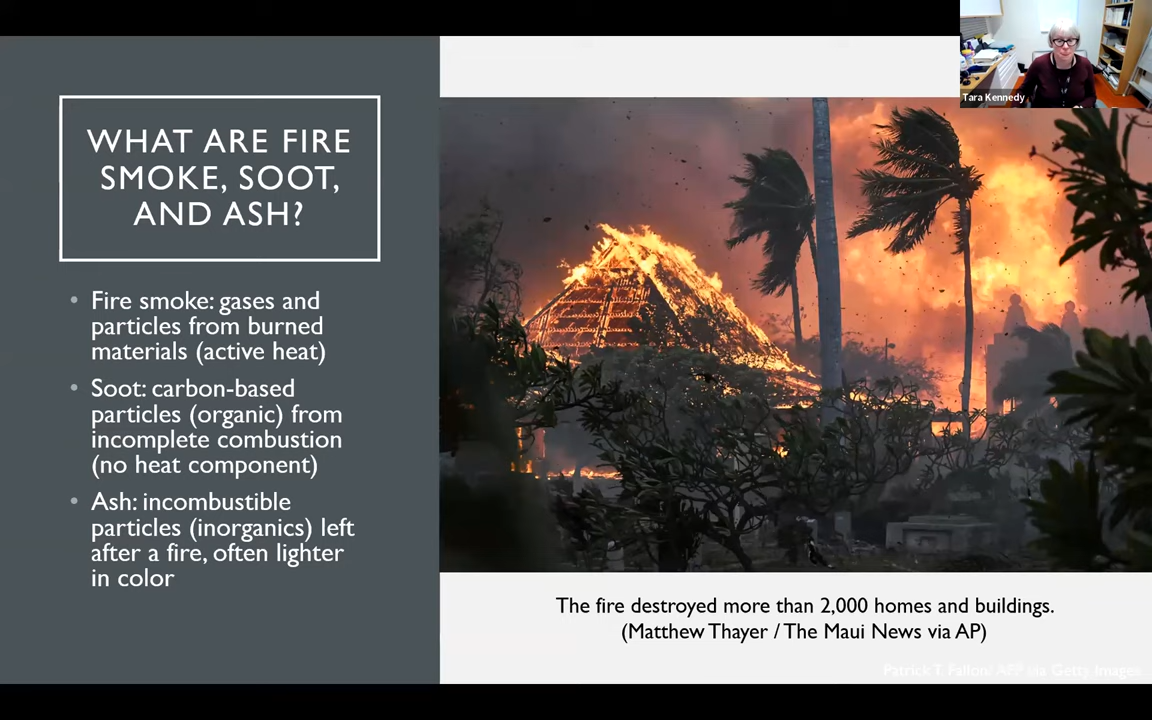 WHAT ARE FIRE
SMOKE, SOOT,
AND ASH?
• Fire smoke: gases and
particles from burned
materials (active heat)
• Soot: carbon-based
particles (organic) from
incomplete combustion
(no heat component)
• Ash: incombustible
particles (inorganics) left
after a fire, often lighter
in color
Tara Kennedy
The fire destroyed more than 2,000 homes and buildings.
(Matthew Thayer / The Maui News via AP)
Patrick T. Fallon/ AFP via Getty Images